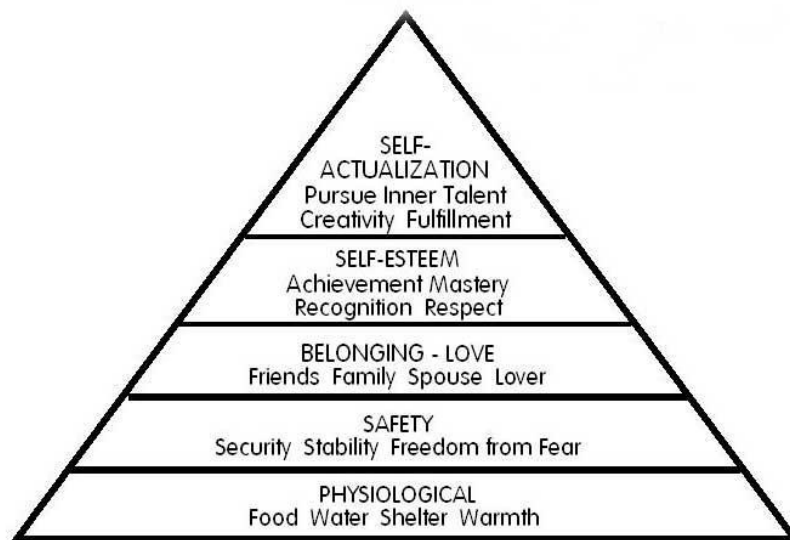 SELF-
ACTUALIZATION
Pursue Inner Talent
Creativity Fulfillment
SELF-ESTEEM
Achievement Mastery
Recognition Respect
BELONGING - LOVE
Friends Family Spouse Lover
SAFETY
Security Stability Freedom from Fear
PHYSIOLOGICAL
Food Water Shelter Warmth